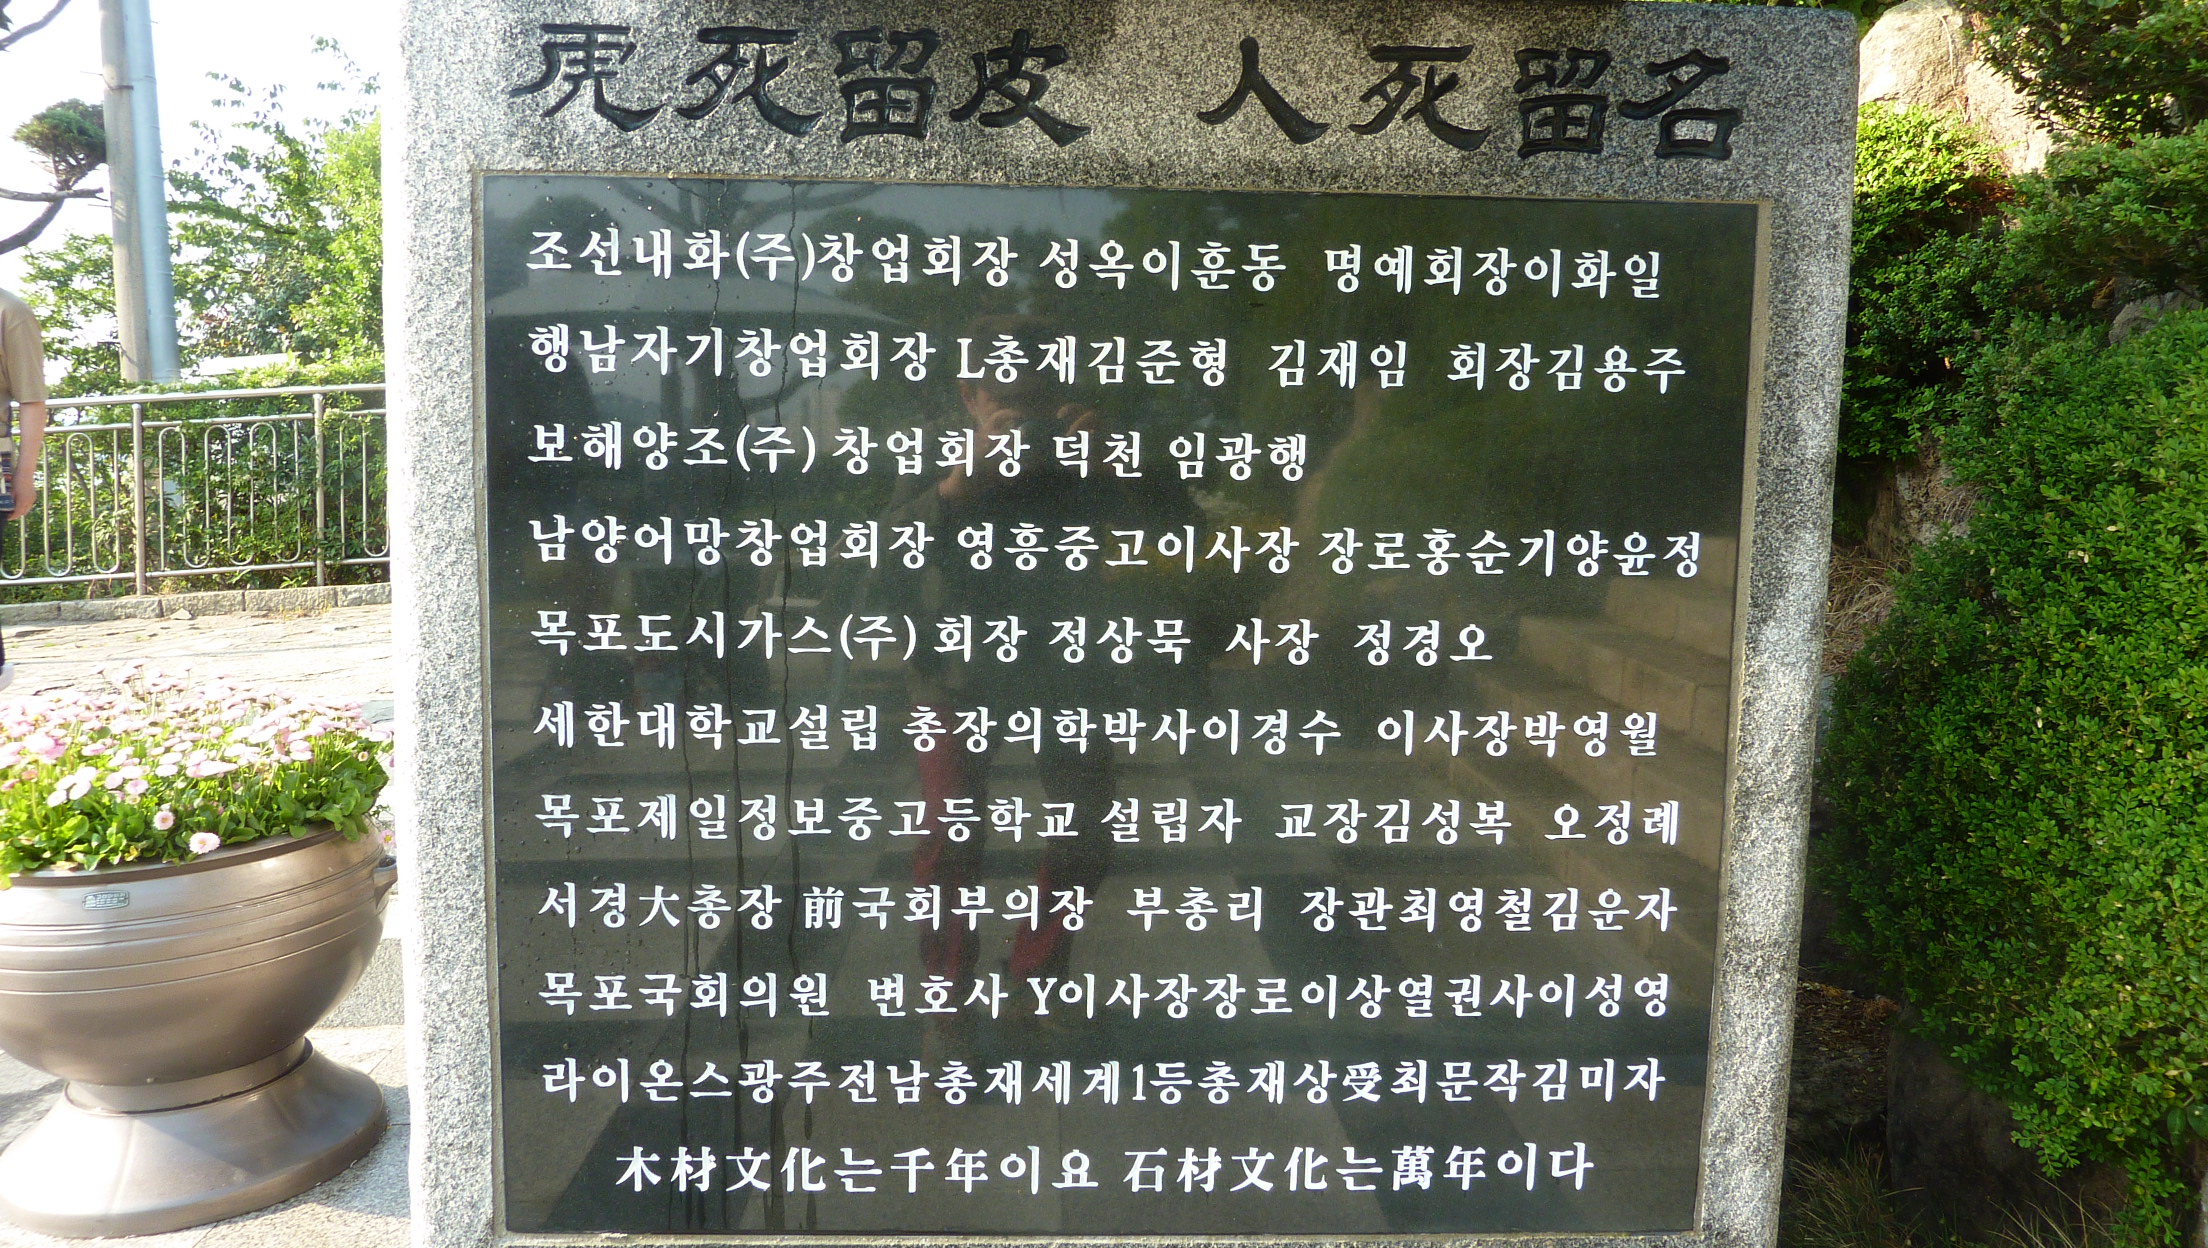 虎死留皮 人死留名
조선내화(주)창업회장 성옥이훈동 명예회장이화일
행남자기창업회장 L총재김준형 김재임 회장김용주
보해양조(주) 창업회장 덕천 임광행
남양어망창업회장 영흥중고이사장 장로홍순기양윤정
목포도시가스(주) 회장 정상묵 사장 정경오
세한대학교설립 총장의학박사이경수 이사장박영월
목포제일정보중고등학교 설립자 교장김성복 오정례
서경大총장 前국회부의장 부총리 장관최영철김운자
목포국회의원 변호사 Y이사장장로이상열권사이성영
라이온스광주전남총재세계1등총재상受최문작김미자
木材文化는千年이요 石材文化는萬年이다